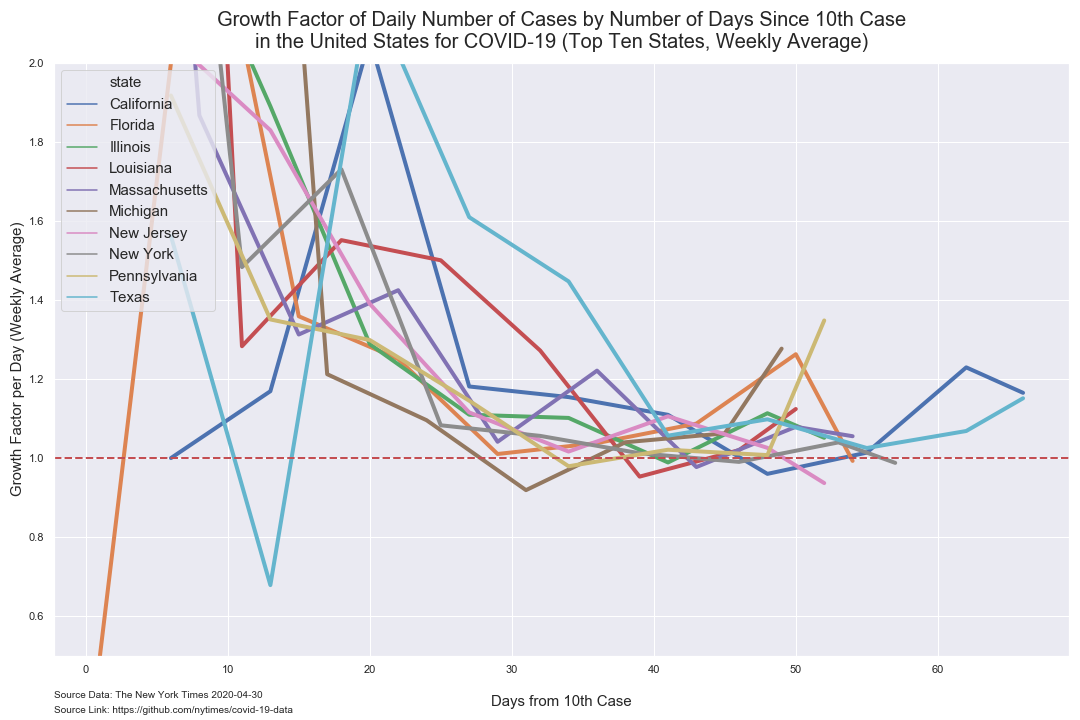 Growth Factor of Daily Number of Cases by Number of Days Since 10th Case
in the United States for COVID-19 (Top Ten States, Weekly Average)
2.0
1.8
1.6
1.4
1.2
1.0
0.8
0.6
Growth Factor per Day (Weekly Average)
state
California
Florida
Illinois
Louisiana
Massachusetts
Michigan
New Jersey
New York
Pennsylvania
Texas
0 10 20 30 40 50 60
Days from 10th Case
Source Data: The New York Times 2020-04-30
Source Link: https://github.com/nytimes/covid-19-data